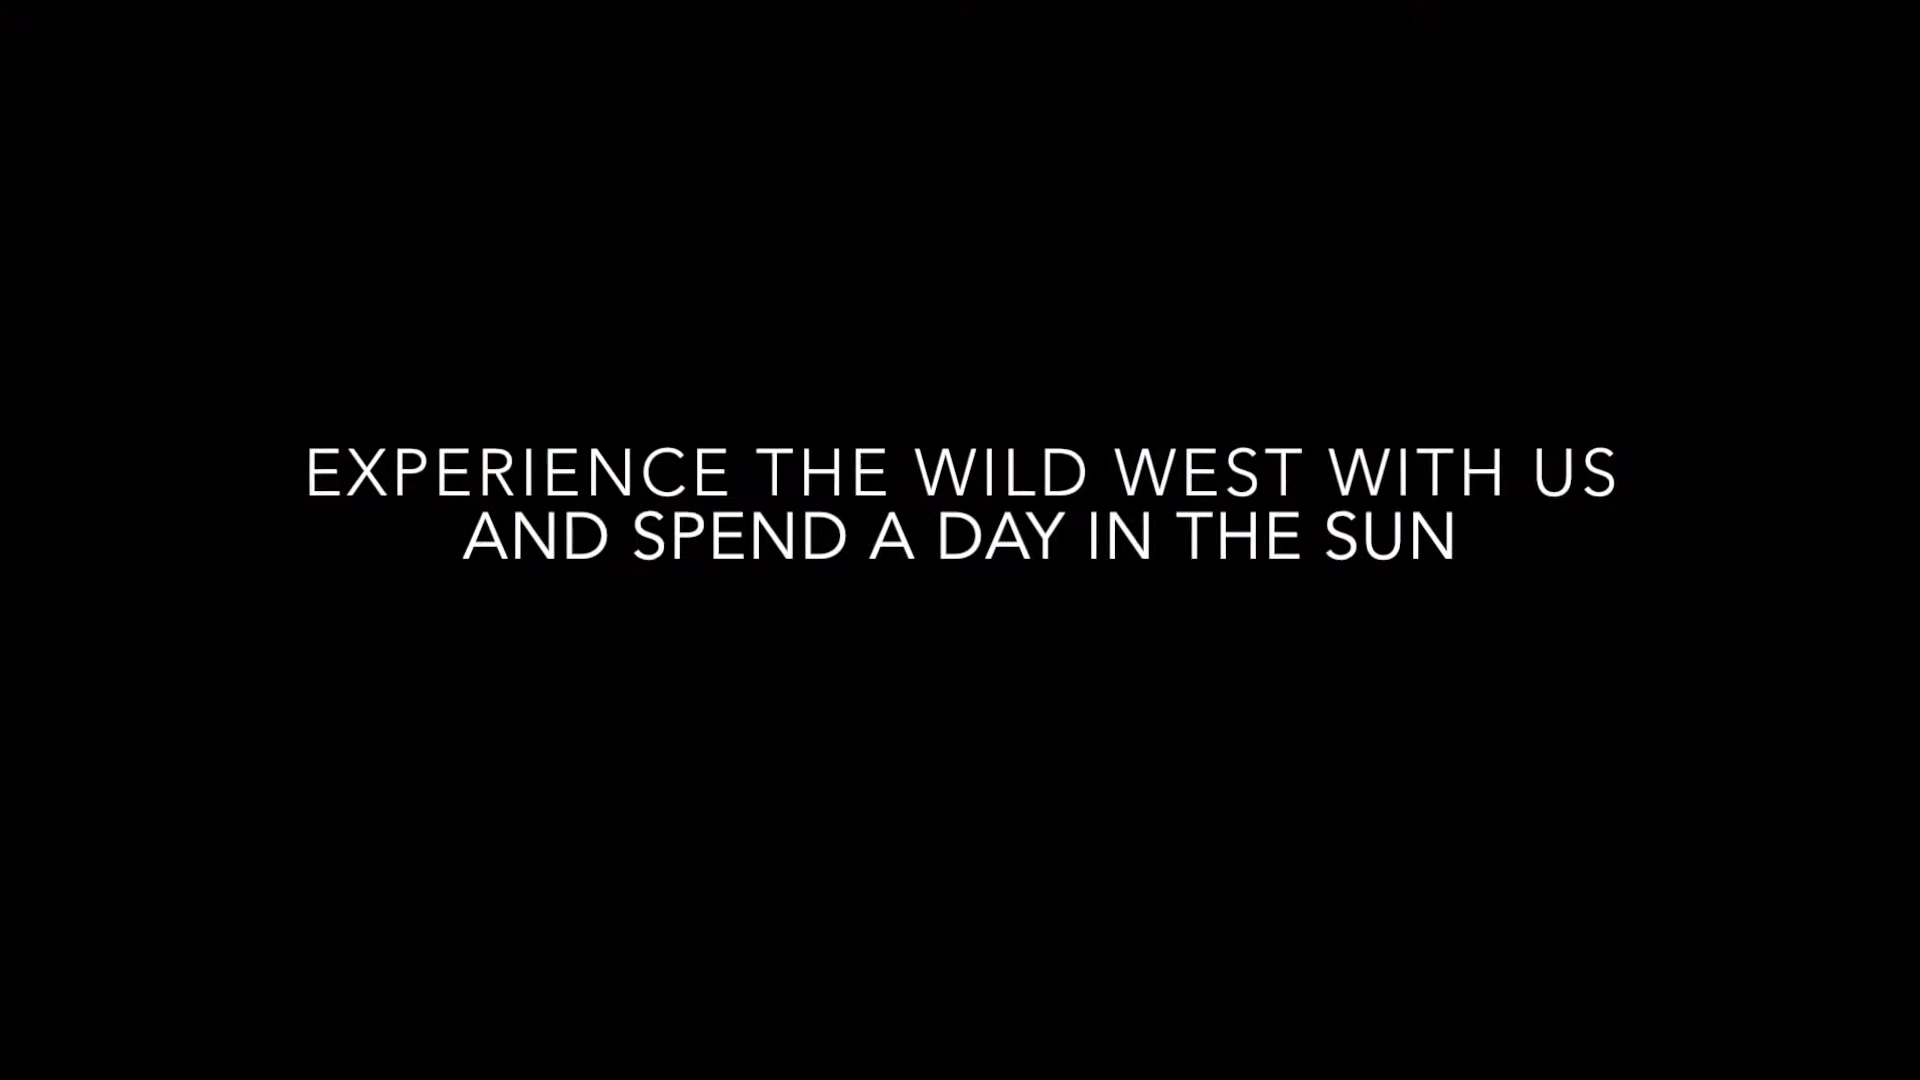 EXPERIENCE THE WILD WEST WITH US
AND SPEND A DAY IN THE SUN